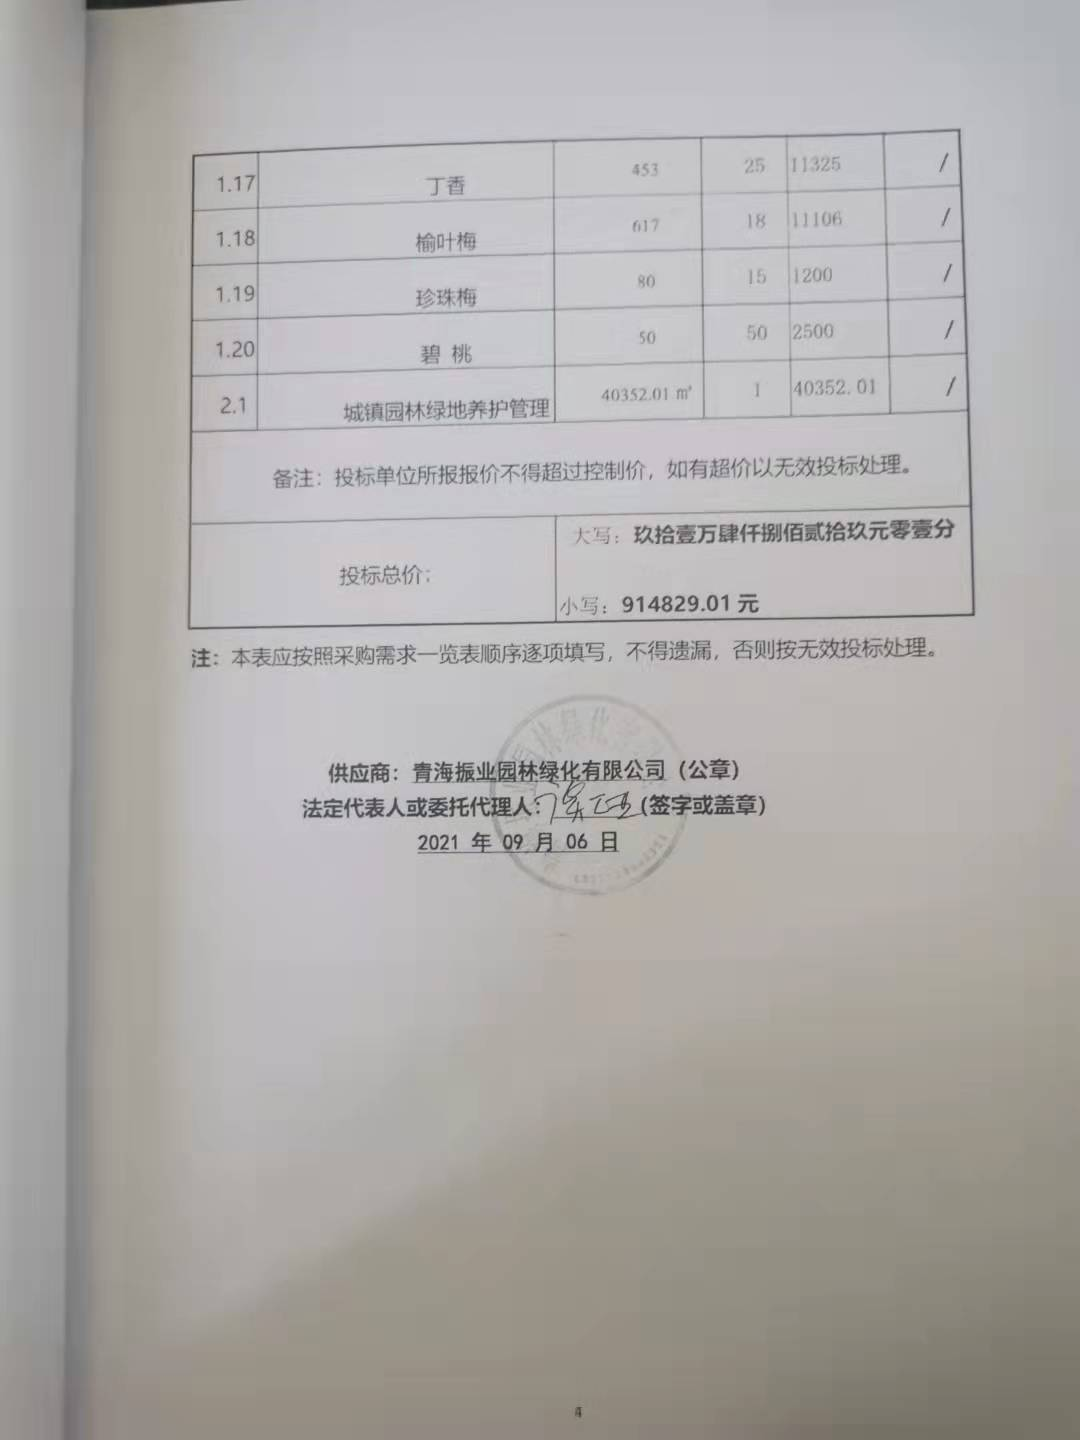 1.17 丁香 453 25 11325 /
1.18 榆叶梅 617 18 11106 /
1.19 珍珠梅 80 15 1200 /
1.20 碧 桃 50 50 2500 /
2.1 城镇园林绿地养护管理 40352.01㎡ 1 40352.01 /
备注：投标单位所报报价不得超过控制价，如有超价以无效投标处理。
投标总价： 大写：玖拾壹万肆仟捌佰贰拾玖元零壹分
小写：914829.01 元
注：本表应按照采购需求一览表顺序逐项填写，不得遗漏，否则按无效投标处理。
供应商：青海振业园林绿化有限公司（公章）
法定代表人或委托代理人：（签字或盖章）
2021 年 09 月 06 日
4